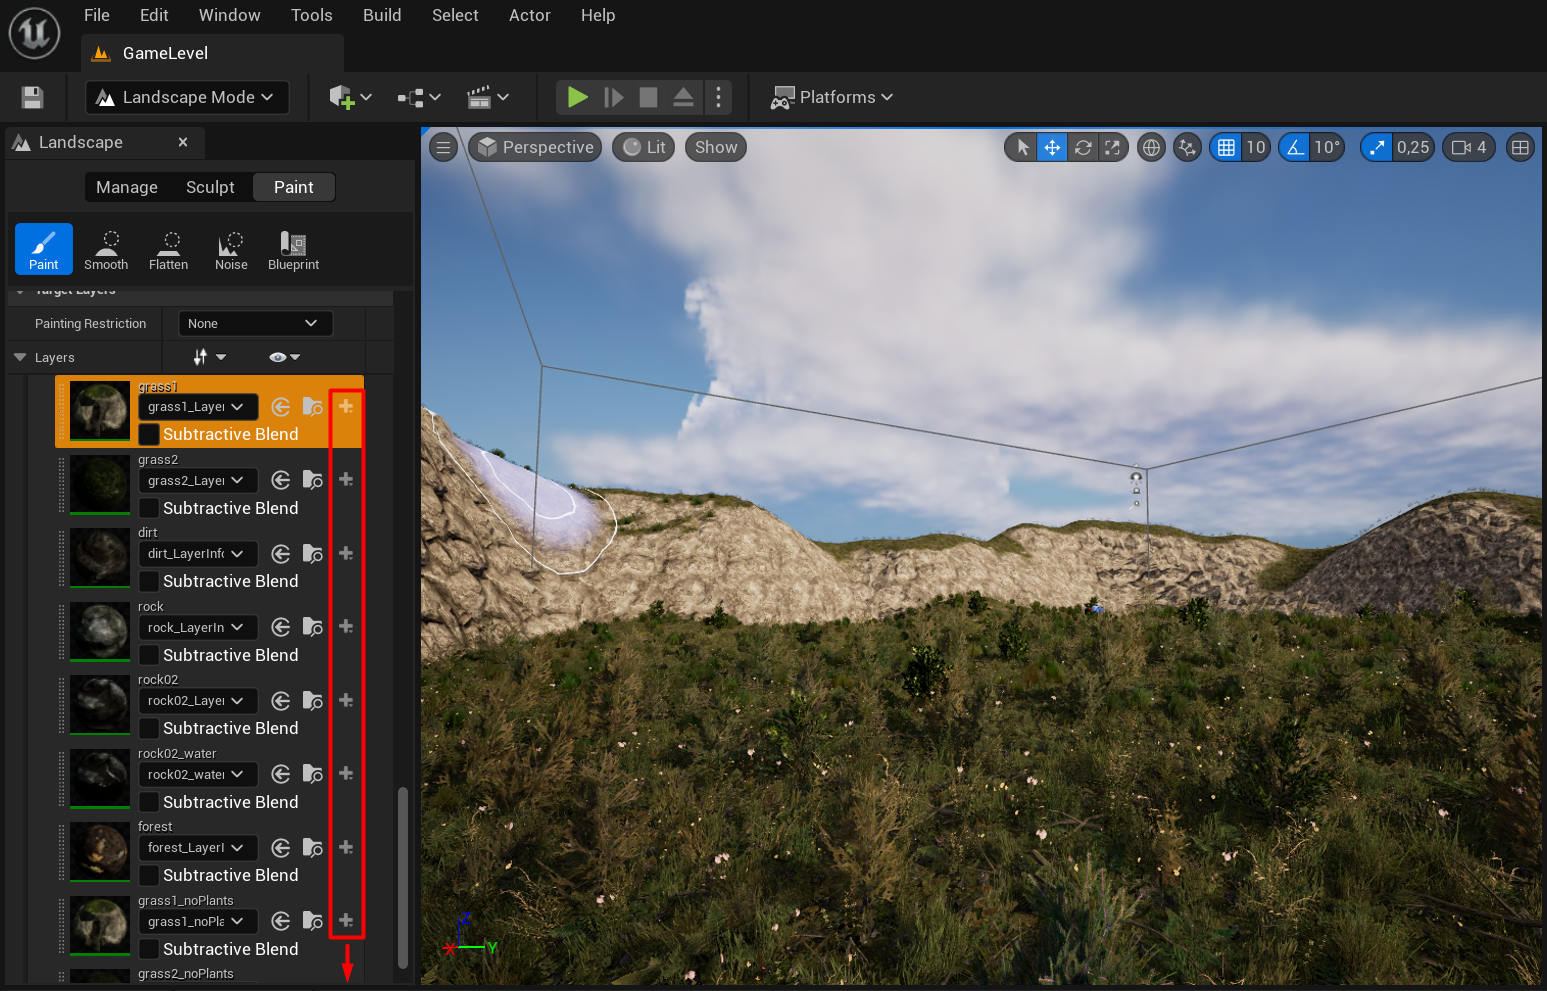 File Edit Window Tools Build Select Actor Help
GameLevel
Landscape Mode
Platforms
Landscape
Perspective Lit Show
10 10° 0,25 4
Manage Sculpt Paint
Paint Smooth Flatten Noise Blueprint
Target Layers
Painting Restriction None
Layers
grass1
grass1_Layer
Subtractive Blend
grass2
grass2_Layer
Subtractive Blend
dirt
dirt_LayerInfo
Subtractive Blend
rock
rock_LayerIn
Subtractive Blend
rock02
rock02_Layer
Subtractive Blend
rock02_water
rock02_water
Subtractive Blend
forest
forest_LayerI
Subtractive Blend
grass1_noPlants
grass1_noPla
Subtractive Blend
grass2_noPlants
Z
X Y